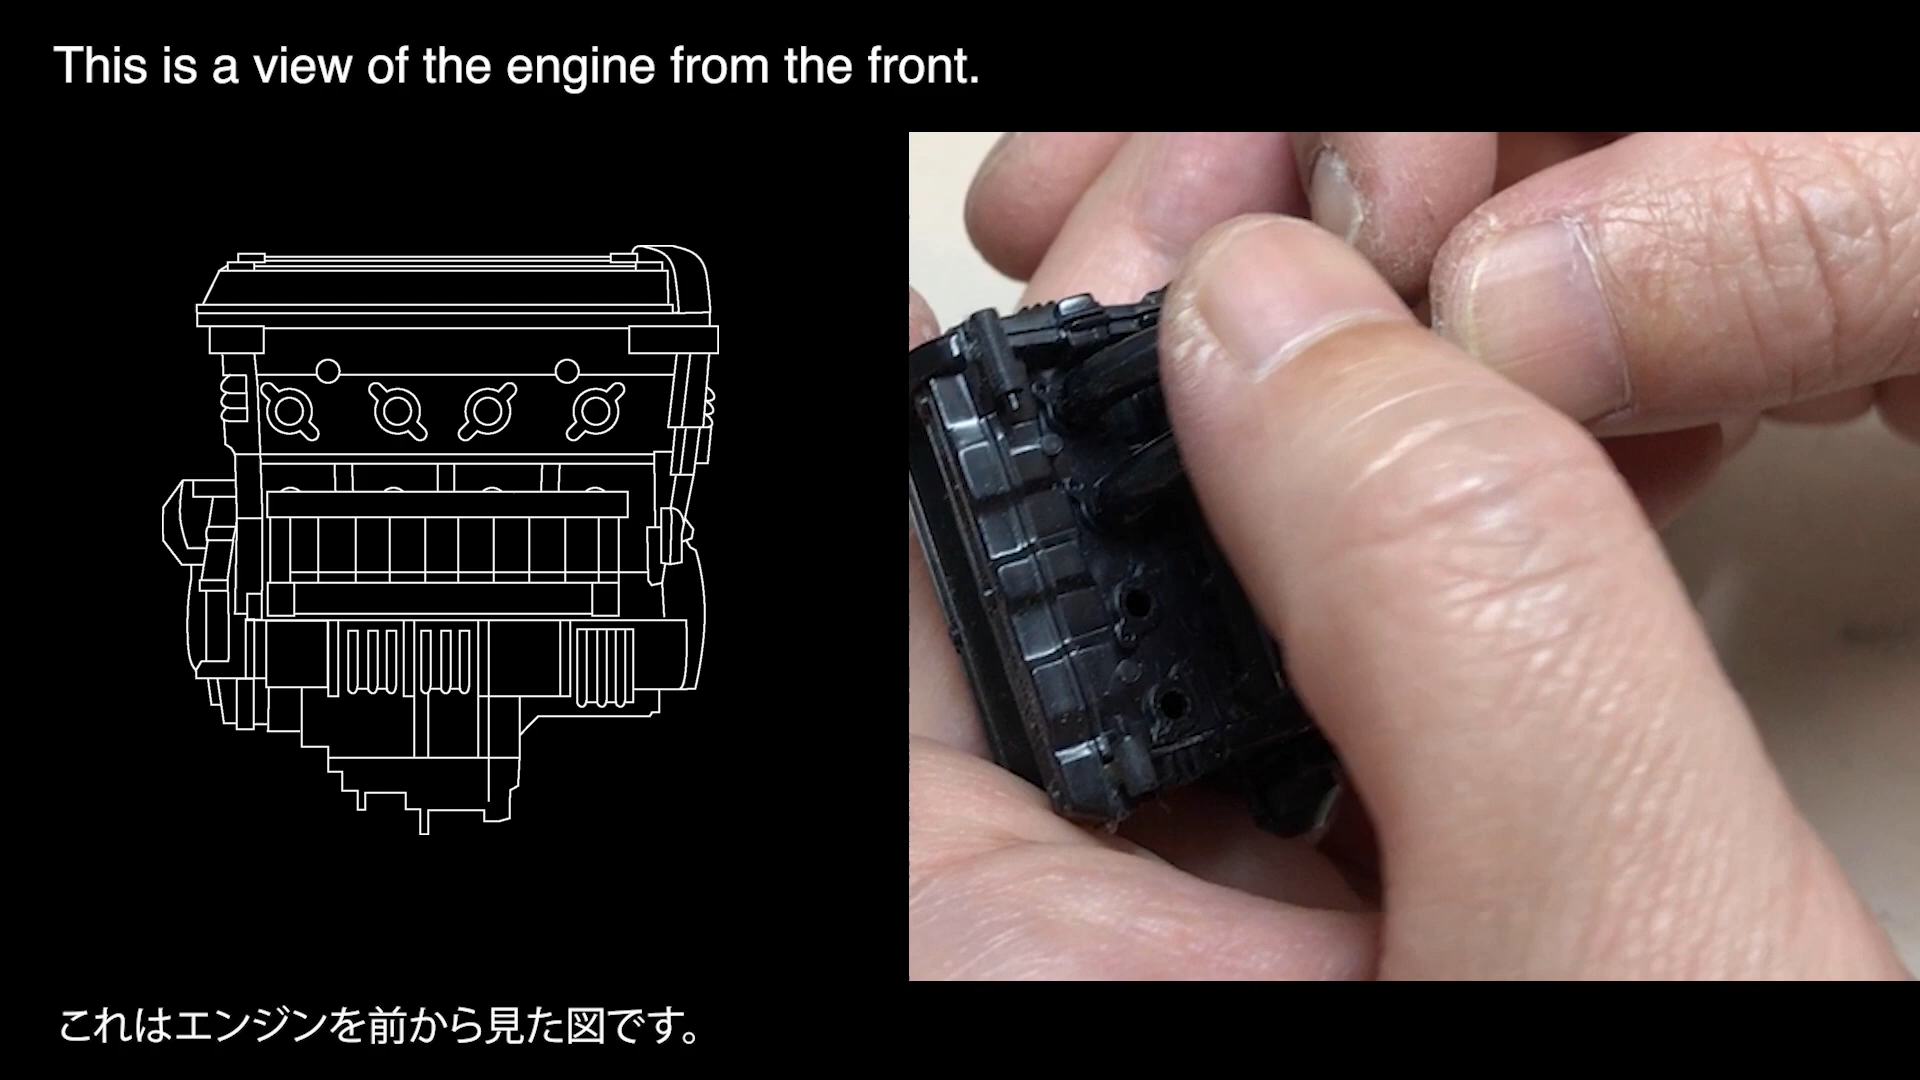 This is a view of the engine from the front.
これはエンジンを前から見た図です。